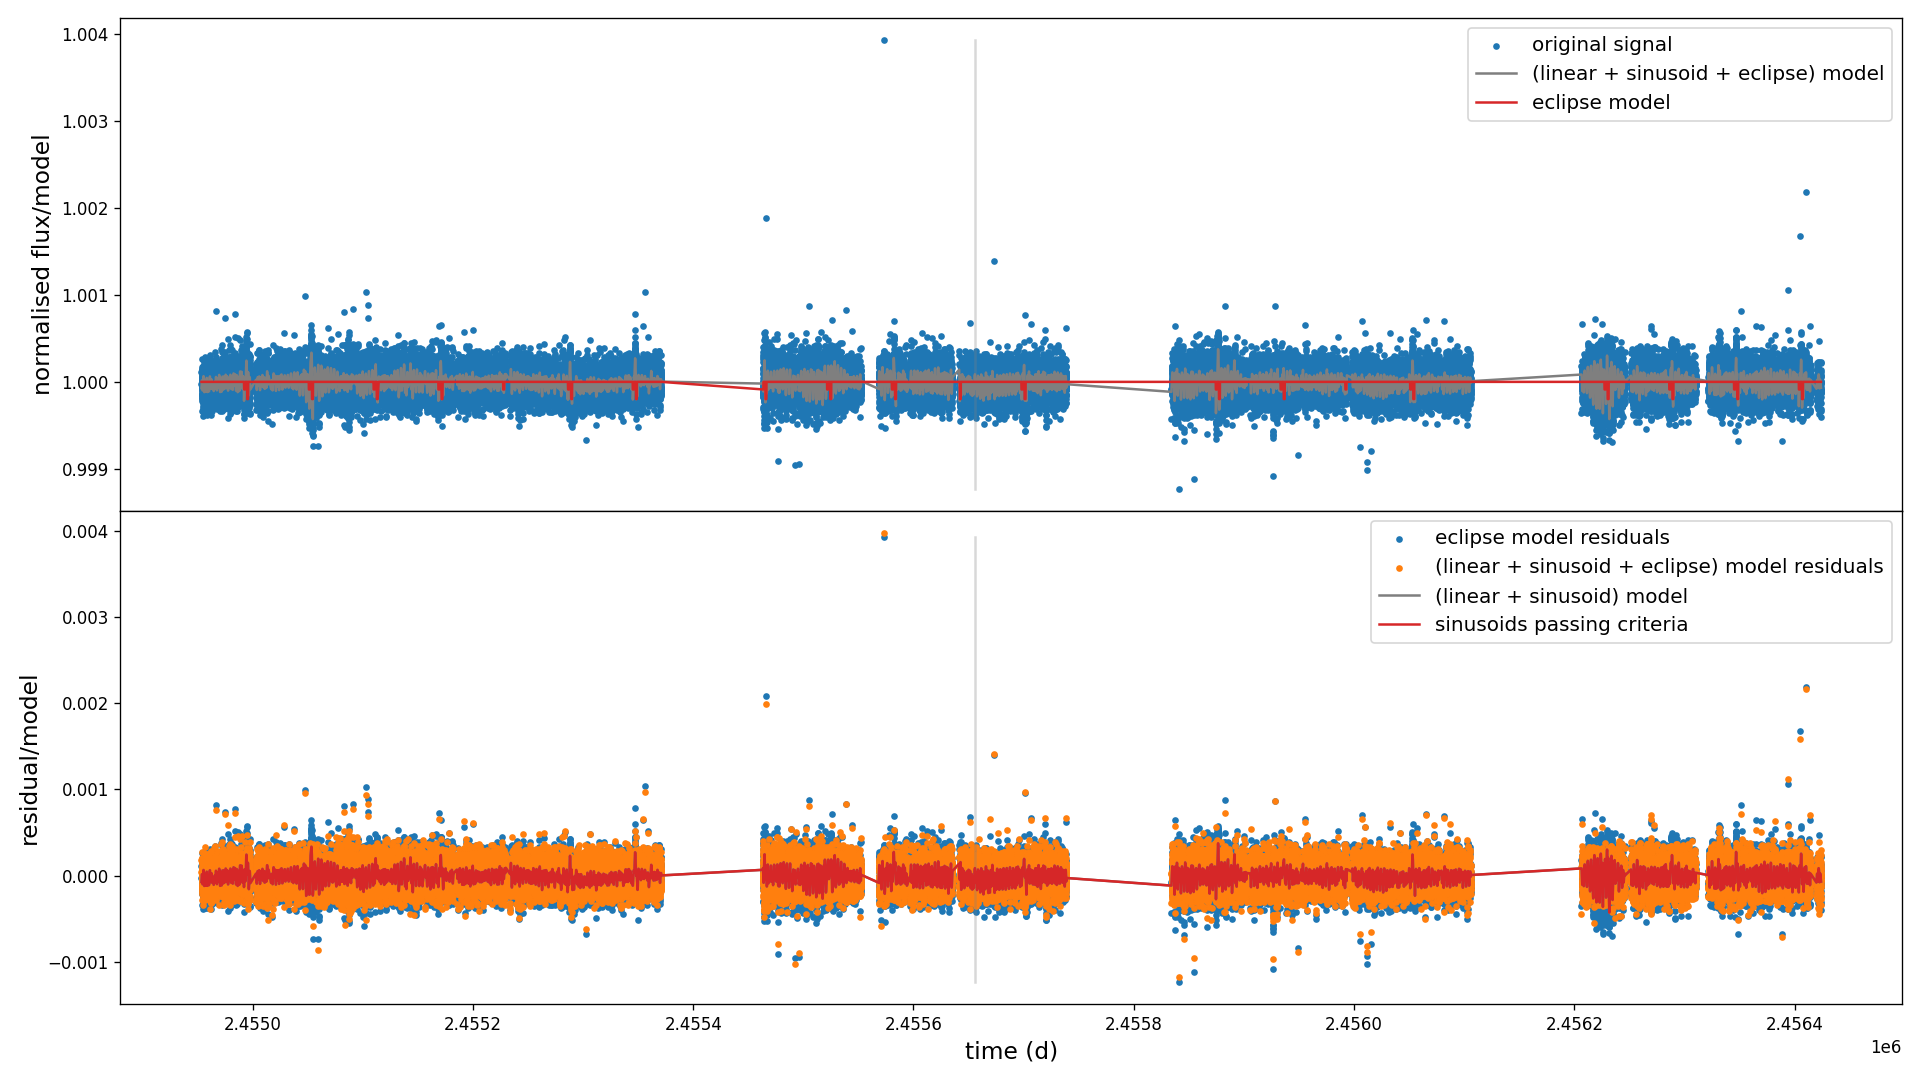 1.004
1.003
1.002
1.001
1.000
0.999
normalised flux/model
original signal
(linear + sinusoid + eclipse) model
eclipse model
0.004
0.003
0.002
0.001
0.000
−0.001
residual/model
eclipse model residuals
(linear + sinusoid + eclipse) model residuals
(linear + sinusoid) model
sinusoids passing criteria
2.4550 2.4552 2.4554 2.4556 2.4558 2.4560 2.4562 2.4564
time (d)
1e6